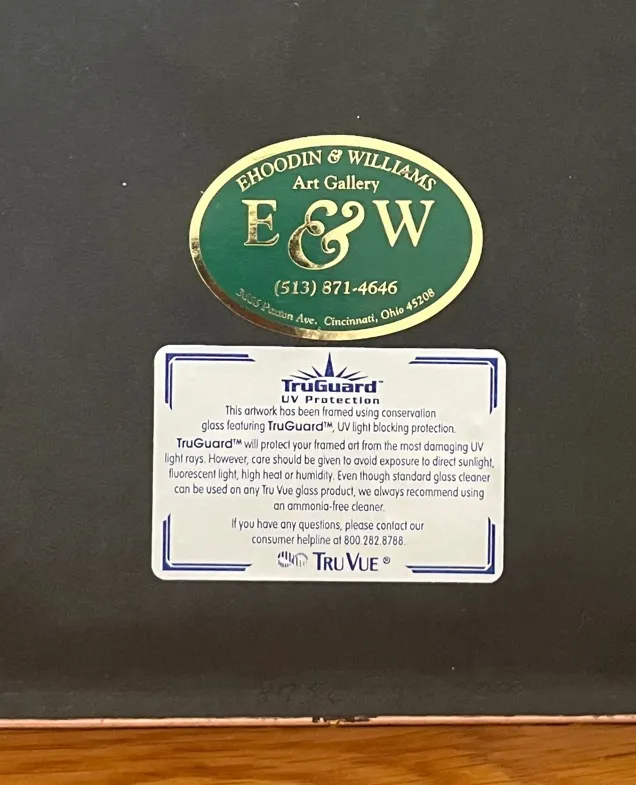 EHOODIN & WILLIAMS
Art Gallery
E & W
(513) 871-4646
Ave, Cincinnati, Ohio 45208
TruGuard™
UV Protection
This artwork has been framed using conservation
glass featuring TruGuard™, UV light blocking protection.
TruGuard™ will protect your framed art from the most damaging UV
light rays. However, care should be given to avoid exposure to direct sunlight,
fluorescent light, high heat or humidity. Even though standard glass cleaner
can be used on any Tru Vue glass product, we always recommend using
an ammonia-free cleaner.
If you have any questions, please contact our
consumer helpline at 800.282.8788.
TRU VUE ®